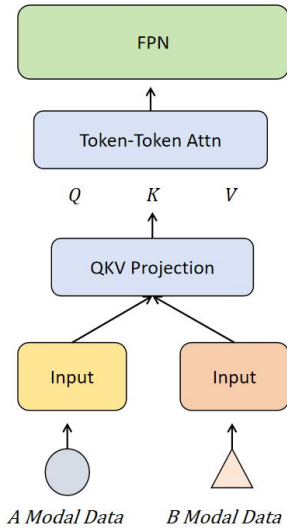 FPN
Token-Token Attn
Q K V
QKV Projection
Input Input
A Modal Data B Modal Data